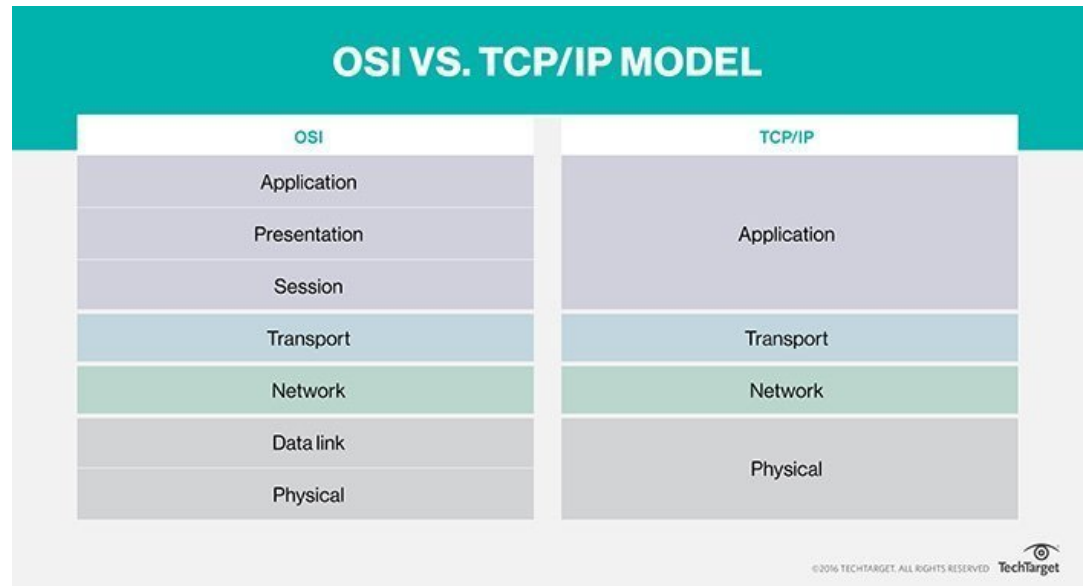 OSI VS. TCP/IP MODEL
OSI
Application
Presentation
Session
Transport
Network
Data link
Physical
TCP/IP
Application
Transport
Network
Physical
©2016 TECHTARGET. ALL RIGHTS RESERVED TechTarget